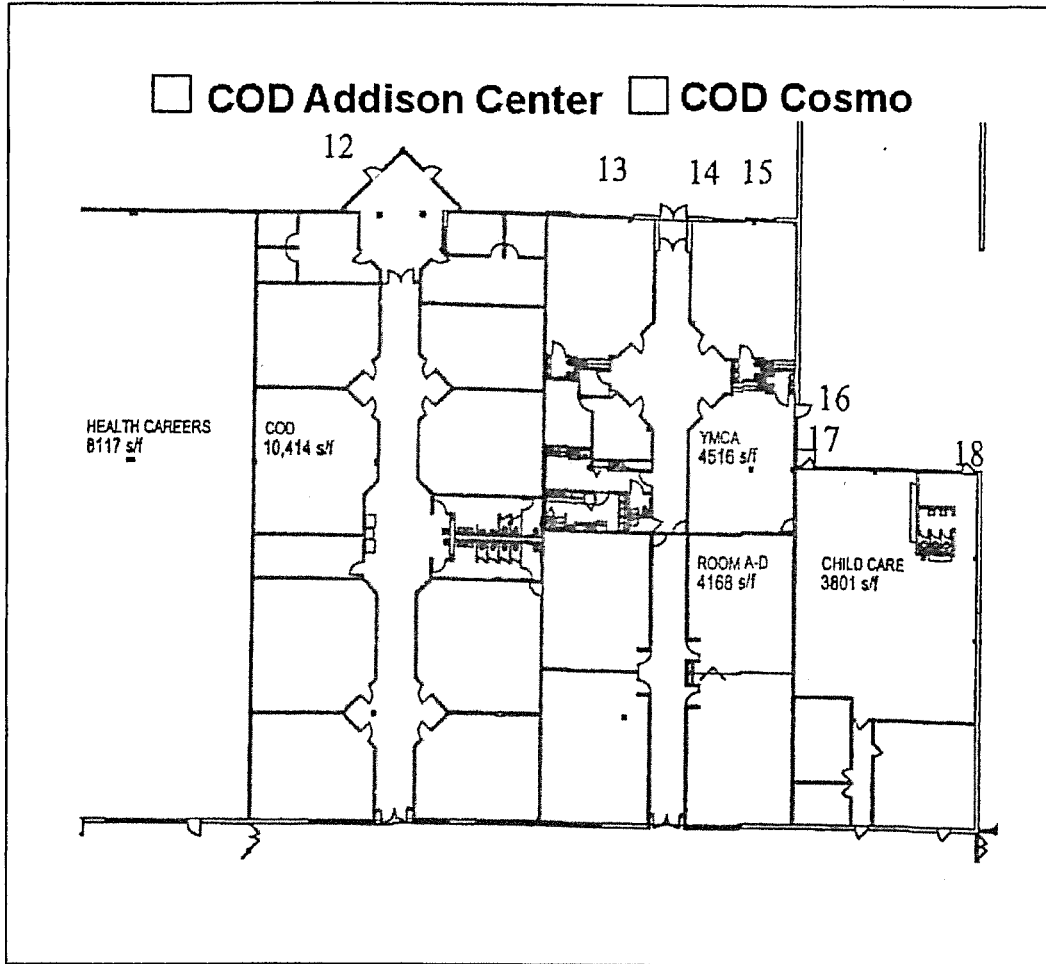 COD Addison Center COD Cosmo
12
13
14
15
16
17
18
HEALTH CAREERS
8117 s/f
COD
10,414 s/f
YMCA
4516 s/f
ROOM A-D
4168 s/f
CHILD CARE
3801 s/f